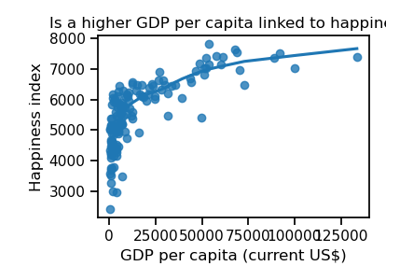 Is a higher GDP per capita linked to happine
8000
7000
6000
5000
4000
3000
Happiness index
0 25000 50000 75000 100000 125000
GDP per capita (current US$)